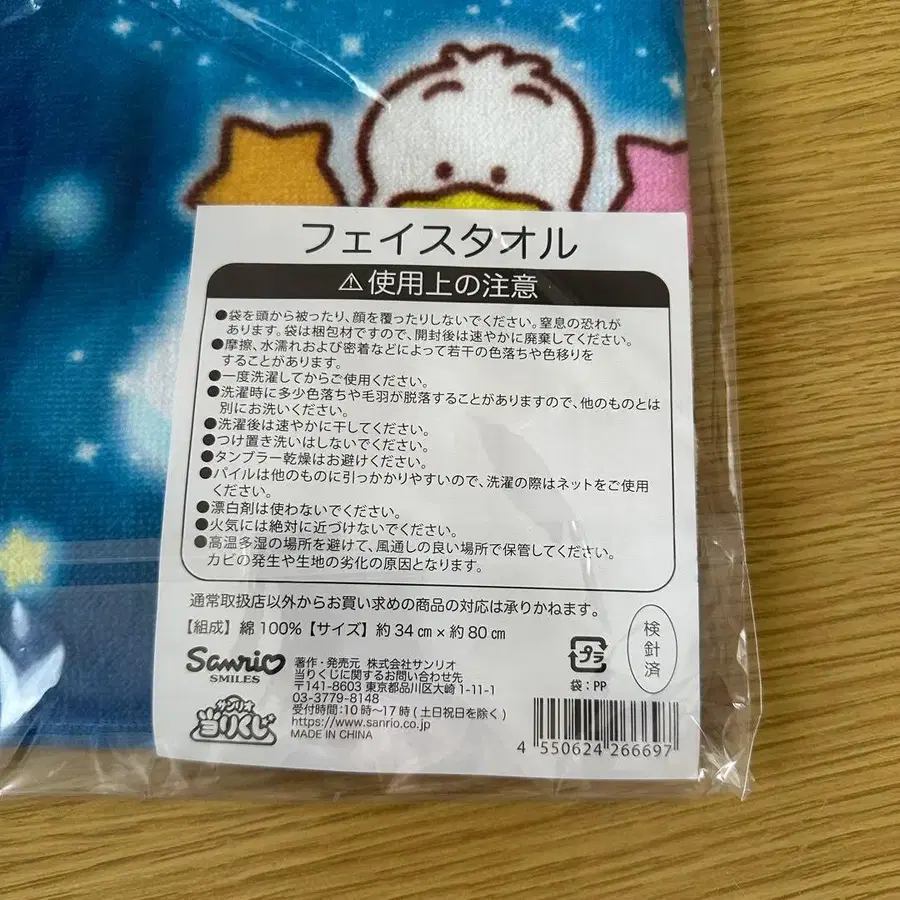 フェイスタオル
⚠使用上の注意
●袋を頭から被ったり、顔を覆ったりしないでください。窒息の恐れが
あります。袋は梱包材ですので、開封後は速やかに廃棄してください。
●摩擦、水濡れおよび密着などによって若干の色落ちや色移りを
することがあります。
●一度洗濯してからご使用ください。
●洗濯時に多少色落ちや毛羽が脱落することがありますので、他のものとは
別にお洗いください。
●洗濯後は速やかに干してください。
●つけ置き洗いはしないでください。
●タンブラー乾燥はお避けください。
●パイルは他のものに引っかかりやすいので、洗濯の際はネットをご使用
ください。
●漂白剤は使わないでください。
●火気には絶対に近づけないでください。
●高温多湿の場所を避けて、風通しの良い場所で保管してください。
カビの発生や生地の劣化の原因となります。
通常取扱店以外からお買い求めの商品の対応は承りかねます。
【組成】綿100%【サイズ】約34㎝×約80㎝
検針済
プラ
袋:PP
Sanrio
SMILES
著作・発売元 株式会社サンリオ
当りくじに関するお問い合わせ先
〒141-8603 東京都品川区大崎 1-11-1
03-3779-8148
受付時間:10時～17時(土日祝日を除く)
https://www.sanrio.co.jp
MADE IN CHINA
サンリオ
当りくじ
4 550624 266697